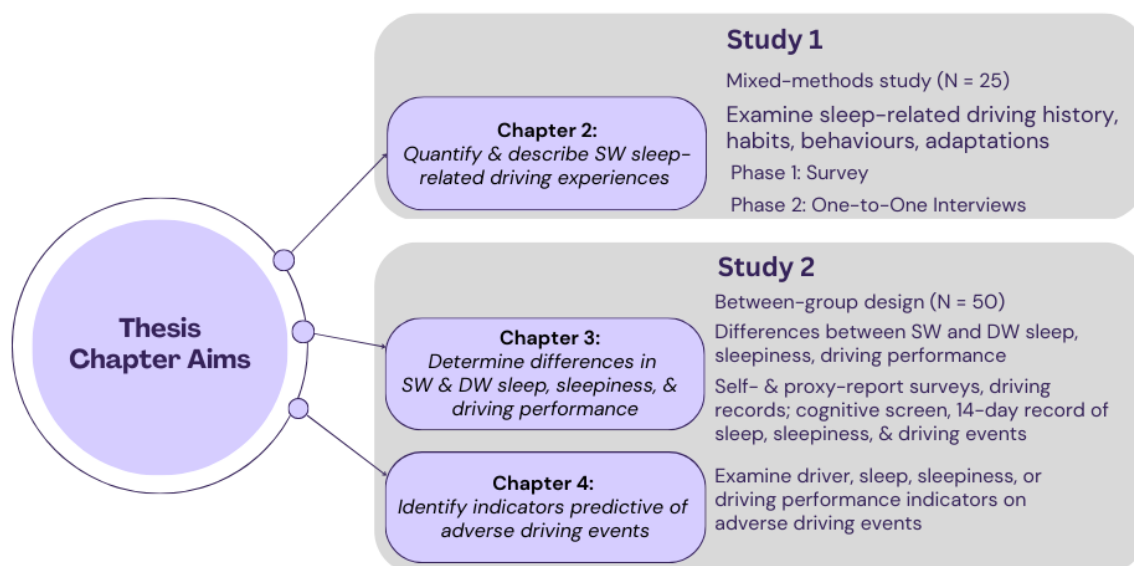 Thesis
Chapter Aims
Study 1
Mixed-methods study (N = 25)
Examine sleep-related driving history,
habits, behaviours, adaptations
Phase 1: Survey
Phase 2: One-to-One Interviews
Chapter 2:
Quantify & describe SW sleep-
related driving experiences
Study 2
Between-group design (N = 50)
Differences between SW and DW sleep,
sleepiness, driving performance
Self- & proxy-report surveys, driving
records; cognitive screen, 14-day record of
sleep, sleepiness, & driving events
Chapter 3:
Determine differences in
SW & DW sleep, sleepiness, &
driving performance
Chapter 4:
Identify indicators predictive of
adverse driving events
Examine driver, sleep, sleepiness, or
driving performance indicators on
adverse driving events